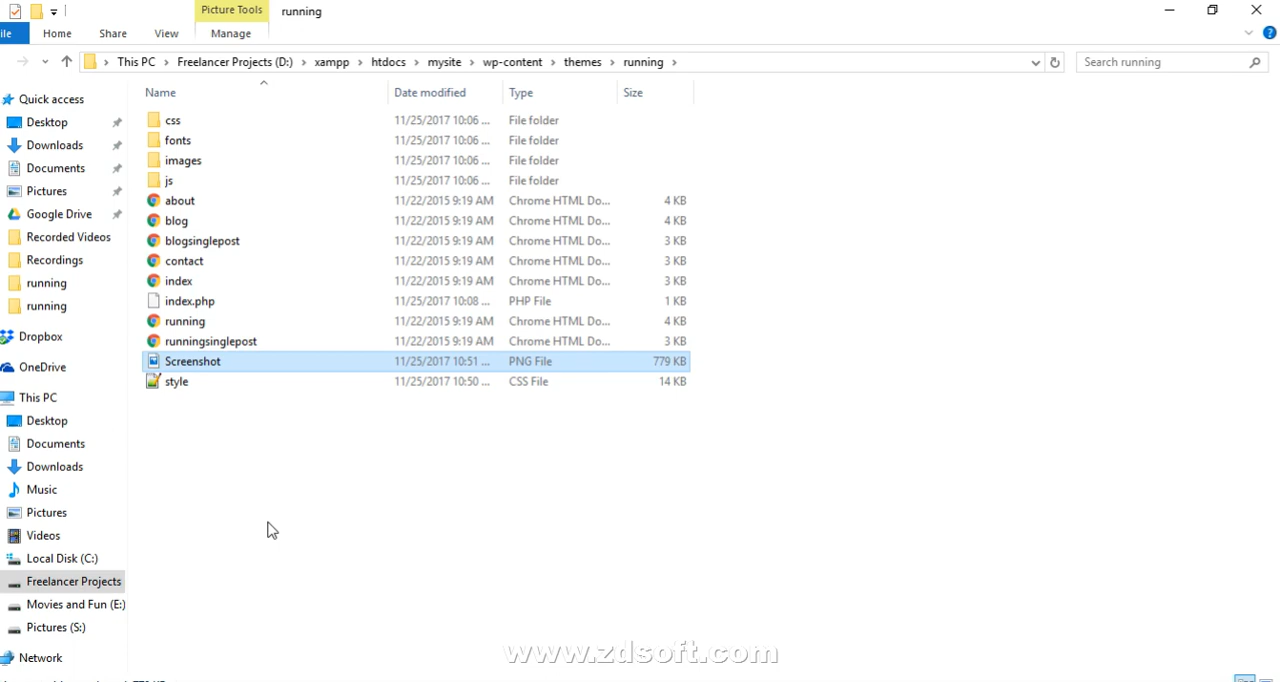 Picture Tools running
ile Home Share View Manage
This PC Freelancer Projects (D:) xampp htdocs mysite wp-content themes running Search running
Name Date modified Type Size
css 11/25/2017 10:06 ... File folder
fonts 11/25/2017 10:06 ... File folder
images 11/25/2017 10:06 ... File folder
js 11/25/2017 10:06 ... File folder
about 11/22/2015 9:19 AM Chrome HTML Do... 4 KB
blog 11/22/2015 9:19 AM Chrome HTML Do... 4 KB
blogsinglepost 11/22/2015 9:19 AM Chrome HTML Do... 3 KB
contact 11/22/2015 9:19 AM Chrome HTML Do... 3 KB
index 11/22/2015 9:19 AM Chrome HTML Do... 3 KB
index.php 11/25/2017 10:08 ... PHP File 1 KB
running 11/22/2015 9:19 AM Chrome HTML Do... 4 KB
runningsinglepost 11/22/2015 9:19 AM Chrome HTML Do... 3 KB
Screenshot 11/25/2017 10:51 ... PNG File 779 KB
style 11/25/2017 10:50 ... CSS File 14 KB
Quick access
Desktop
Downloads
Documents
Pictures
Google Drive
Recorded Videos
Recordings
running
running
Dropbox
OneDrive
This PC
Desktop
Documents
Downloads
Music
Pictures
Videos
Local Disk (C:)
Freelancer Projects
Movies and Fun (E:)
Pictures (S:)
Network
www.zdsoft.com